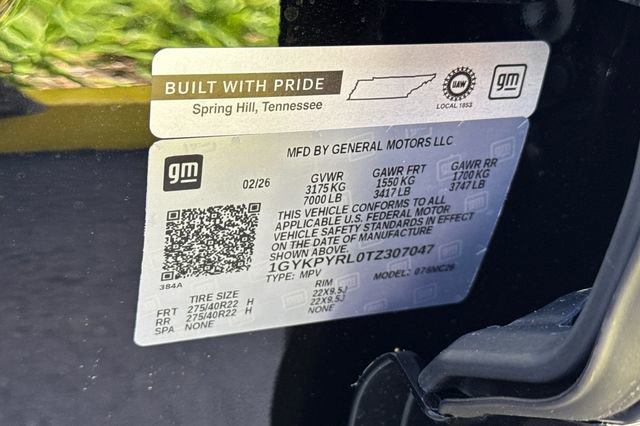 BUILT WITH PRIDE
Spring Hill, Tennessee
UAW
LOCAL 1853
gm
gm
MFD BY GENERAL MOTORS LLC
02/26
GVWR
3175 KG
7000 LB
GAWR FRT
1550 KG
3417 LB
GAWR RR
1700 KG
3747 LB
THIS VEHICLE CONFORMS TO ALL
APPLICABLE U.S. FEDERAL MOTOR
VEHICLE SAFETY STANDARDS IN EFFECT
ON THE DATE OF MANUFACTURE
SHOWN ABOVE.
1GYKPYRL0TZ307047
TYPE: MPV MODEL: 076MC26
384A
TIRE SIZE RIM
FRT 275/40R22 H 22X9.5J
RR 275/40R22 H 22X9.5J
SPA NONE NONE